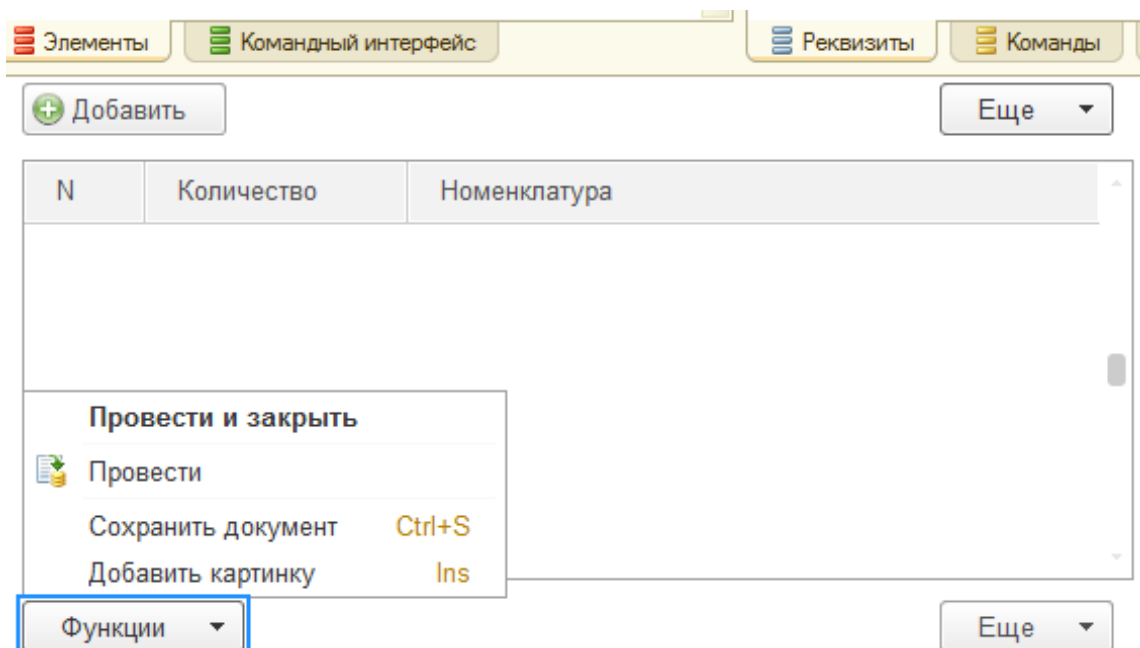 Элементы Командный интерфейс Реквизиты Команды
Добавить Еще
N Количество Номенклатура
Провести и закрыть
Провести
Сохранить документ Ctrl+S
Добавить картинку Ins
Функции Еще